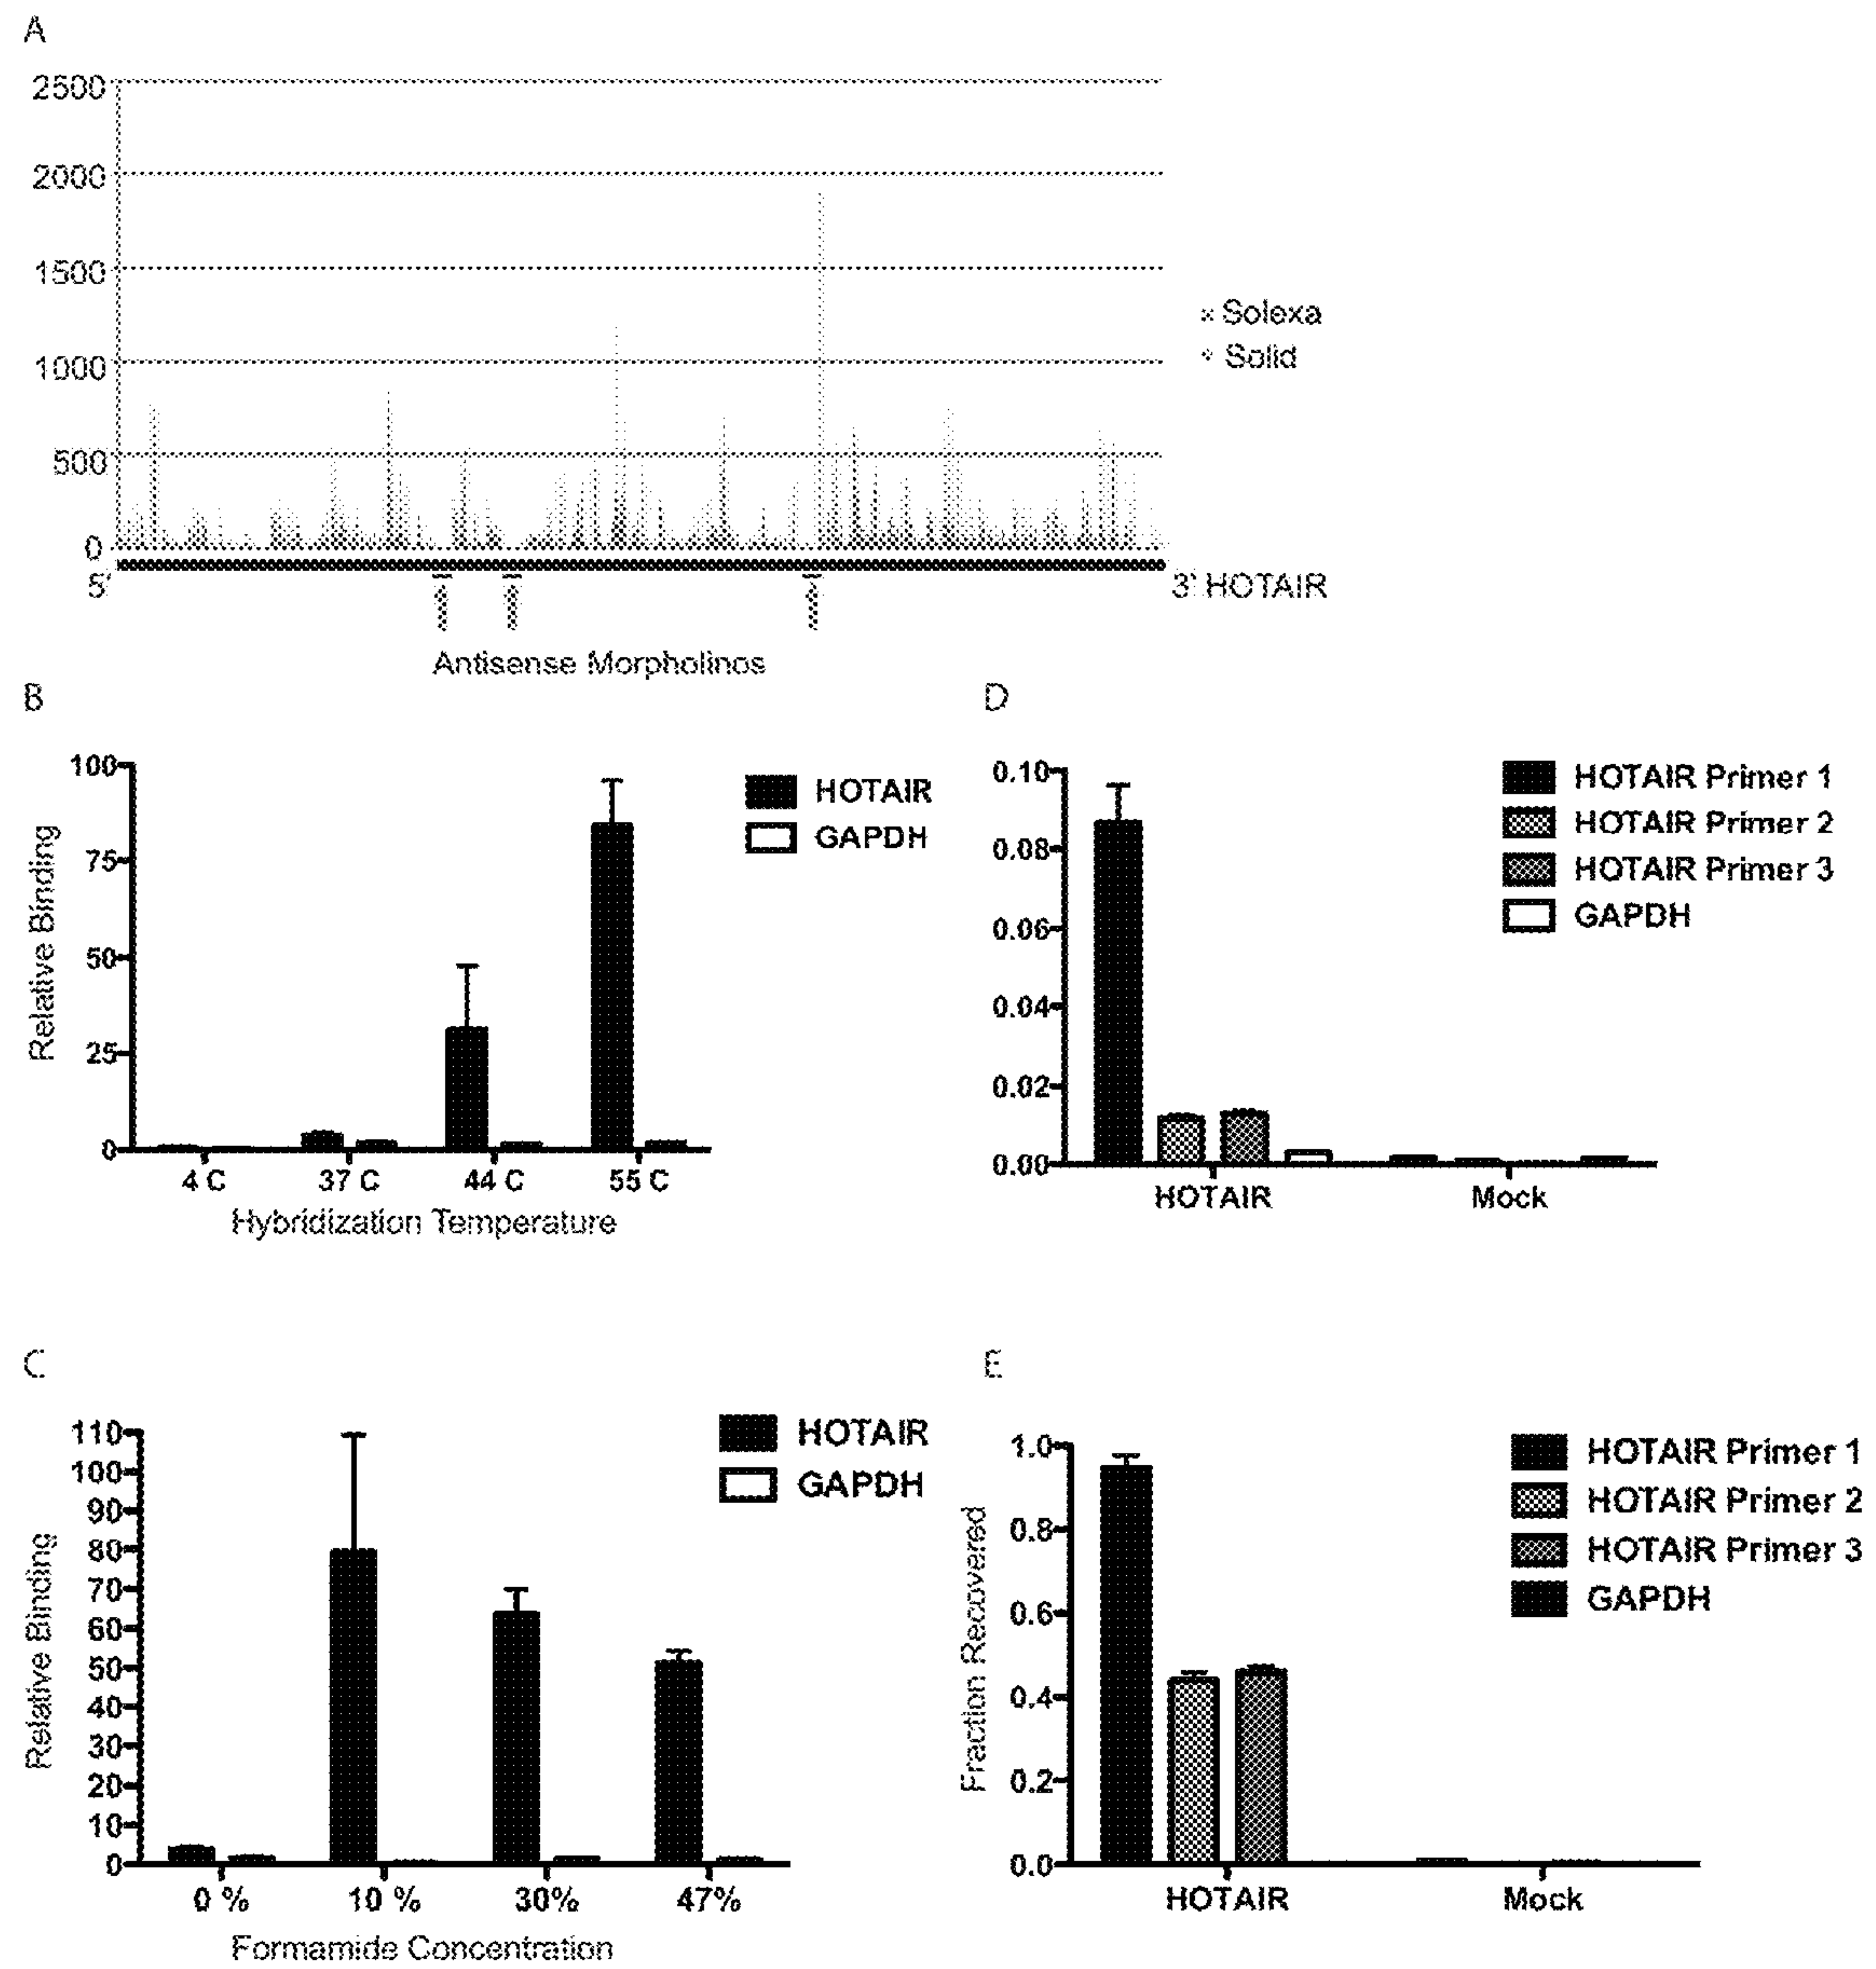 A
2500
2000
1500
1000
500
0
Solexa
Solid
5'
3' HOTAIR
Antisense Morpholinos
B
100
75
50
25
0
Relative Binding
HOTAIR
GAPDH
4 C
37 C
44 C
55 C
Hybridization Temperature
D
0.10
0.08
0.06
0.04
0.02
0.00
HOTAIR Primer 1
HOTAIR Primer 2
HOTAIR Primer 3
GAPDH
HOTAIR
Mock
C
110
100
90
80
70
60
50
40
30
20
10
0
Relative Binding
HOTAIR
GAPDH
0 %
10 %
30%
47%
Formamide Concentration
E
1.0
0.8
0.6
0.4
0.2
0.0
Fraction Recovered
HOTAIR Primer 1
HOTAIR Primer 2
HOTAIR Primer 3
GAPDH
HOTAIR
Mock